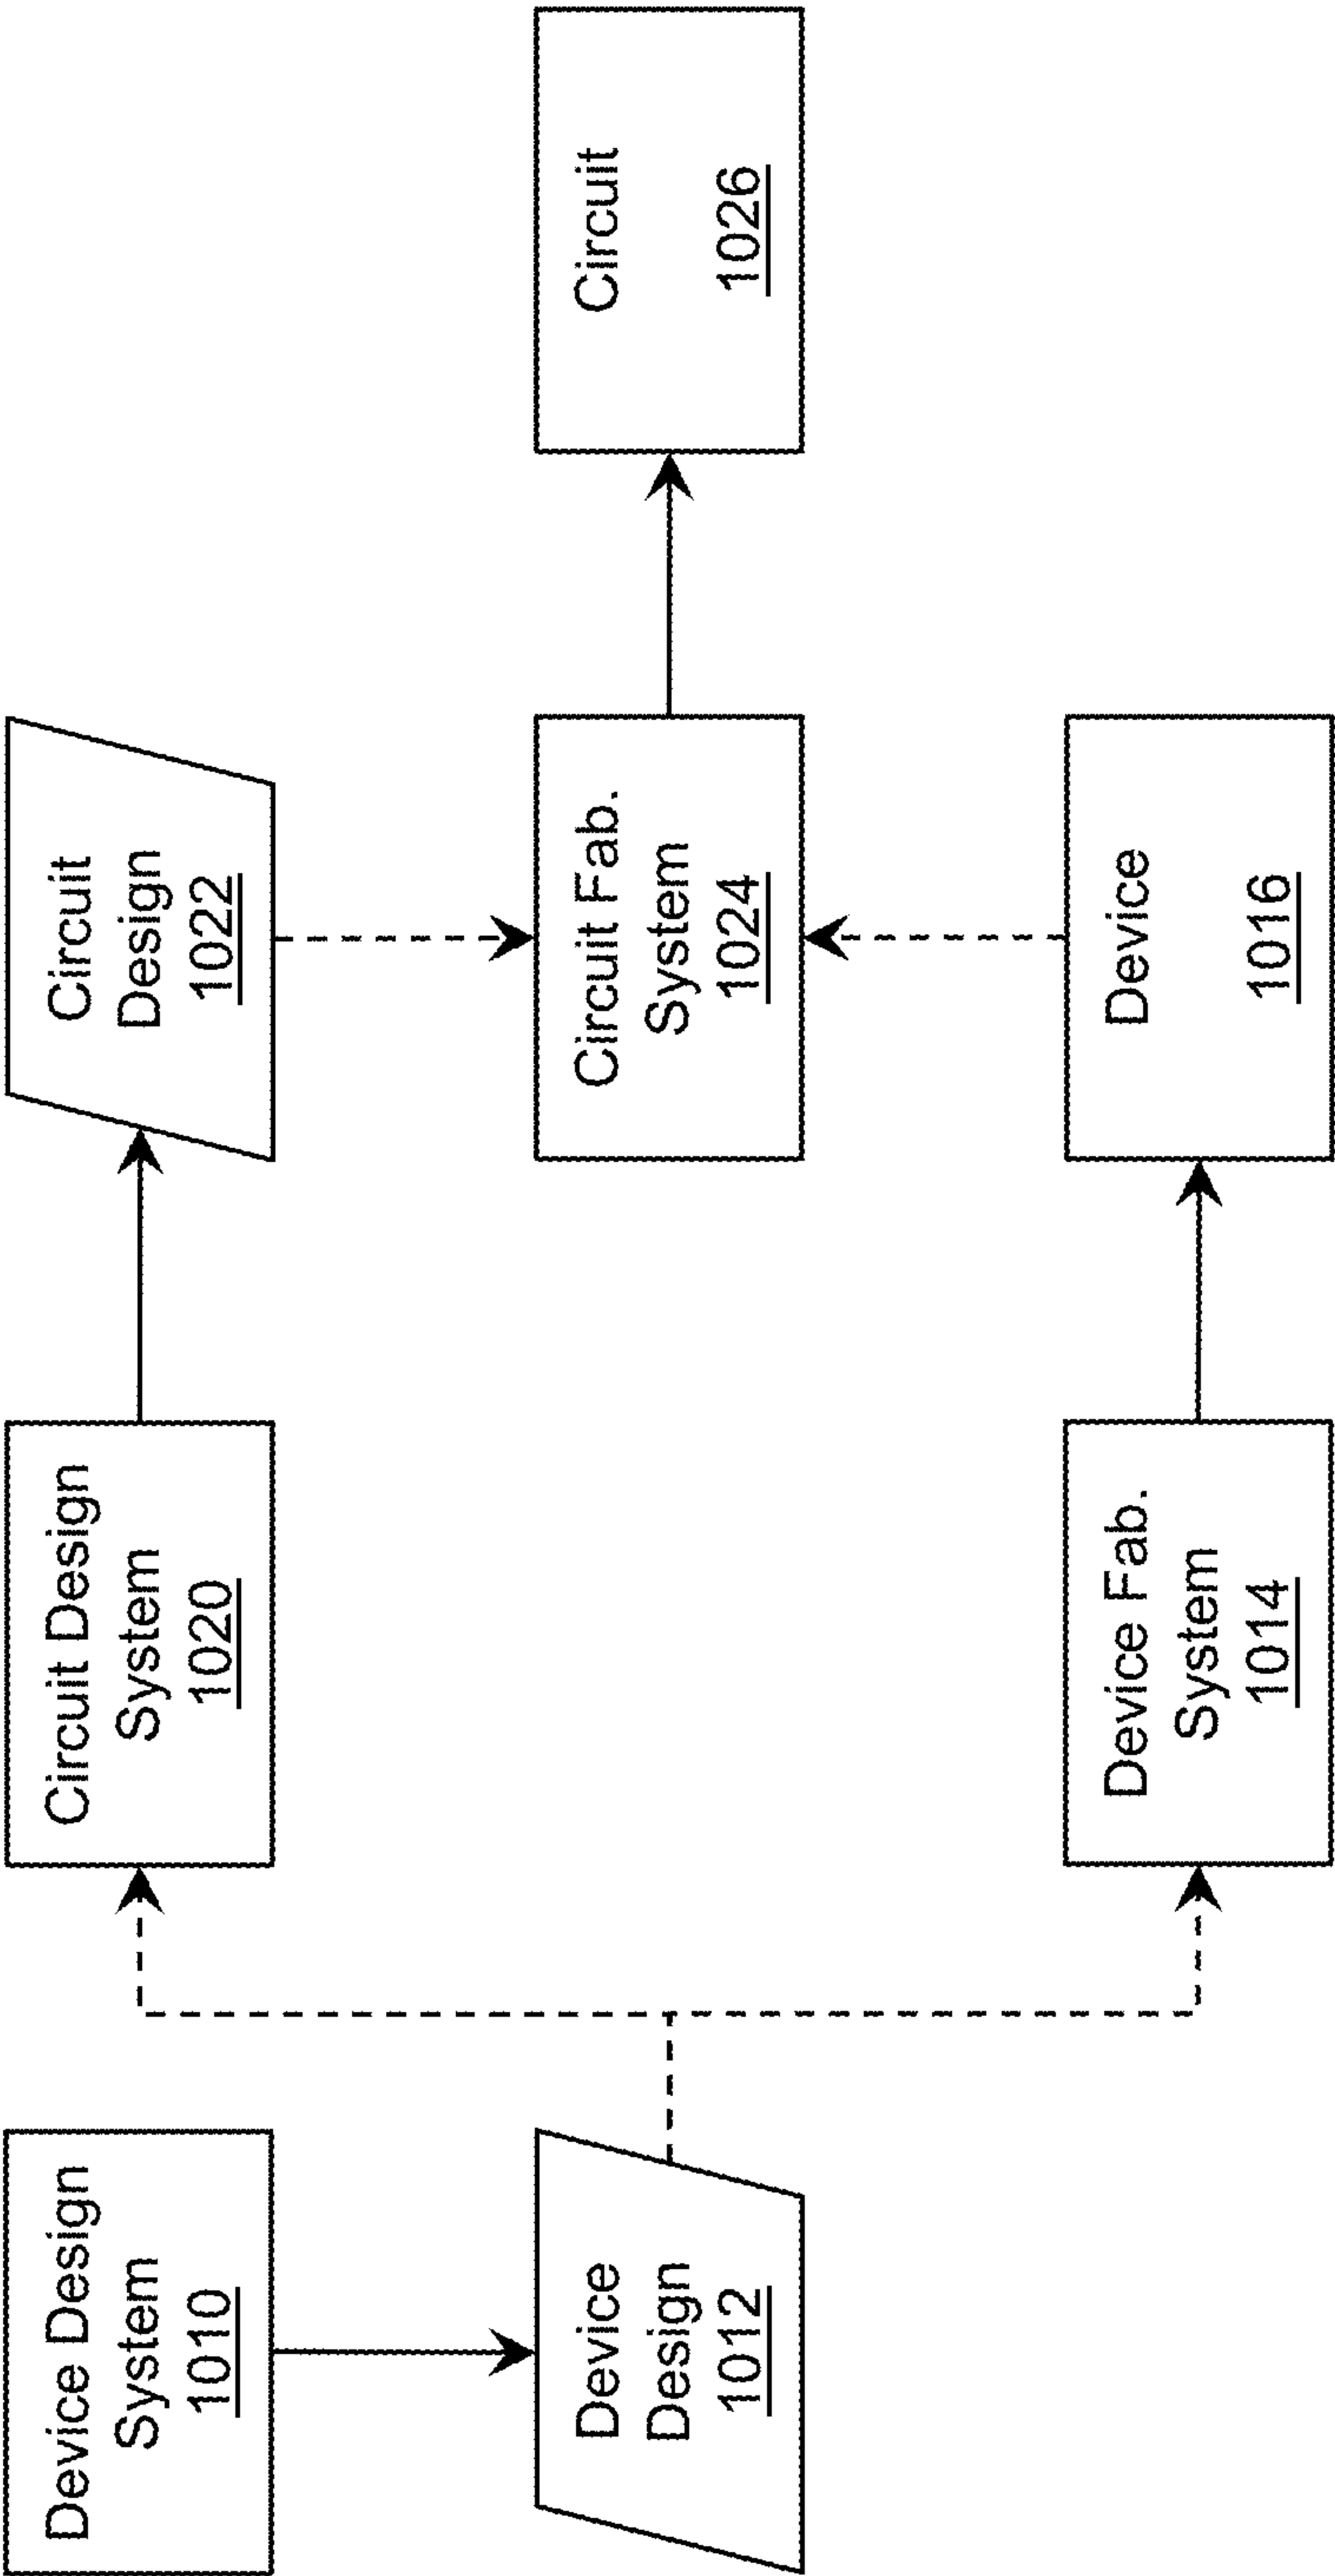 Device Design
System
1010
Circuit Design
System
1020
Circuit
Design
1022
Device
Design
1012
Circuit Fab.
System
1024
Circuit
1026
Device Fab.
System
1014
Device
1016